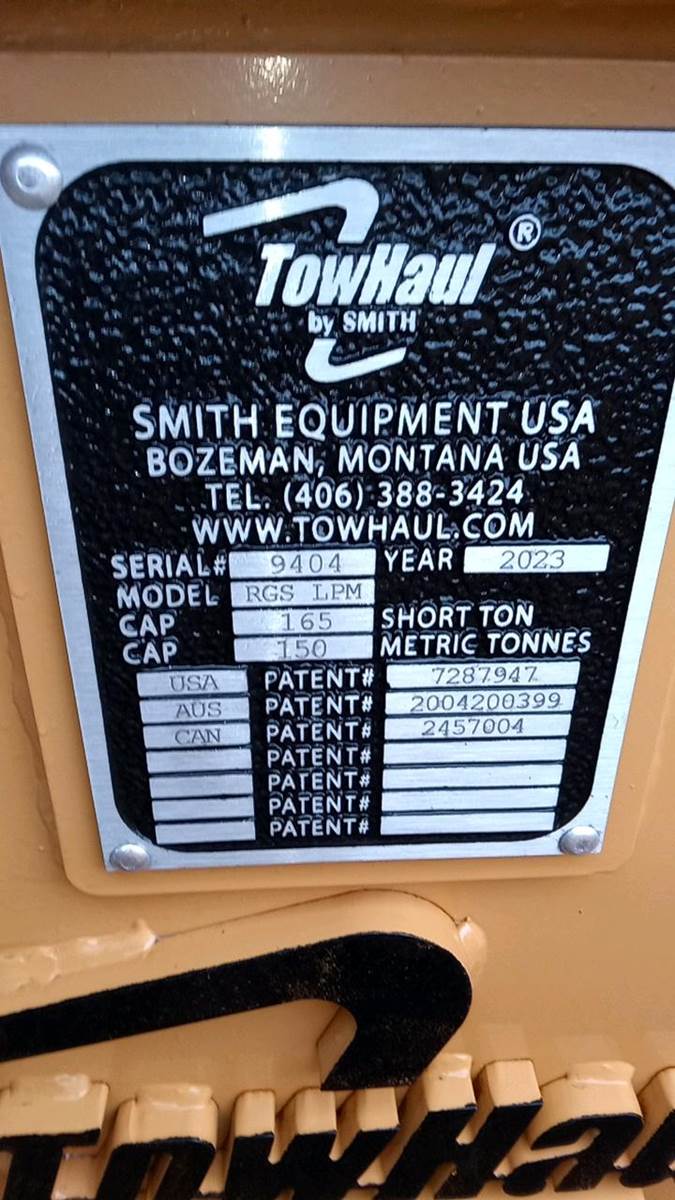 TowHaul ®
by SMITH
SMITH EQUIPMENT USA
BOZEMAN, MONTANA USA
TEL. (406) 388-3424
WWW.TOWHAUL.COM
SERIAL# 9404 YEAR 2023
MODEL RGS LPM
CAP 165 SHORT TON
CAP 150 METRIC TONNES
USA PATENT# 7287947
AUS PATENT# 2004200399
CAN PATENT# 2457004
PATENT#
PATENT#
PATENT#
PATENT#
TOWHAU